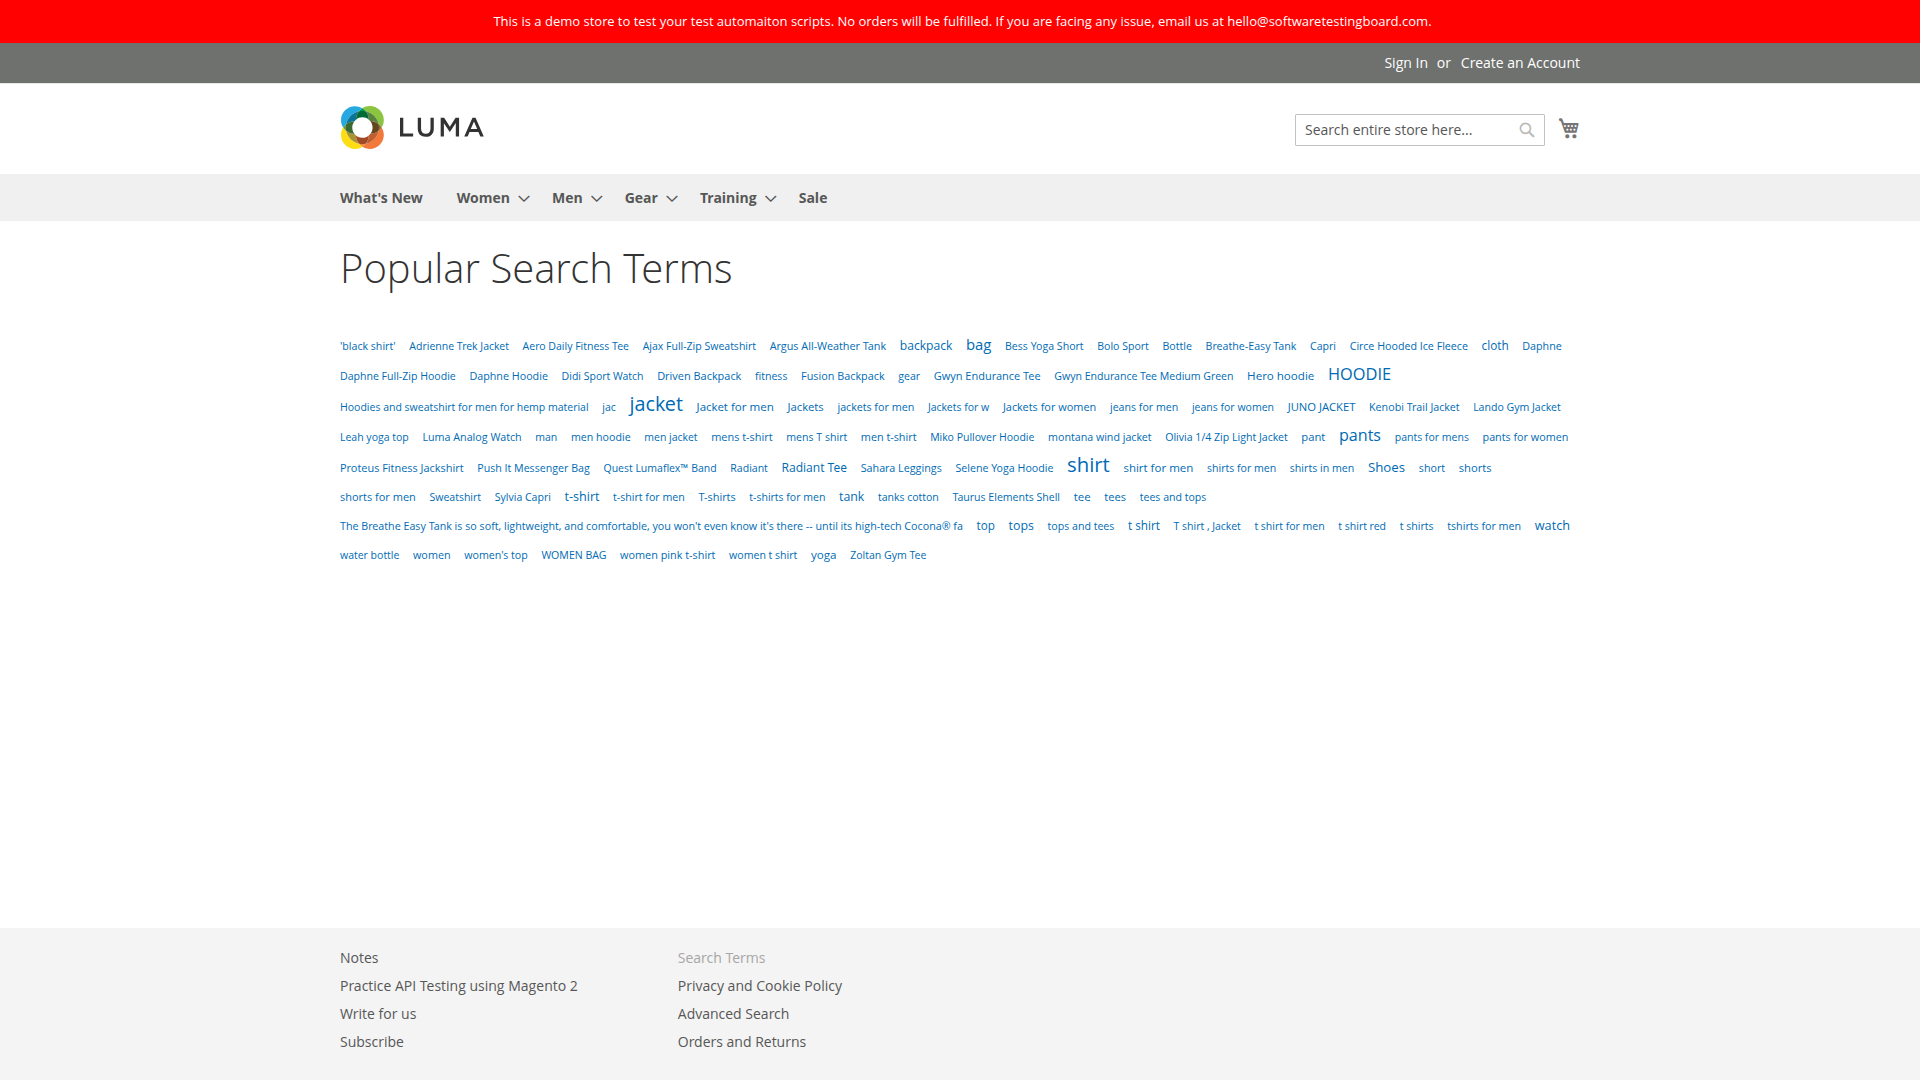 This is a demo store to test your test automaiton scripts. No orders will be fulfilled. If you are facing any issue, email us at hello@softwaretestingboard.com.
Sign In or Create an Account
LUMA
Search entire store here...
What's New Women Men Gear Training Sale
Popular Search Terms
'black shirt' Adrienne Trek Jacket Aero Daily Fitness Tee Ajax Full-Zip Sweatshirt Argus All-Weather Tank backpack bag Bess Yoga Short Bolo Sport Bottle Breathe-Easy Tank Capri Circe Hooded Ice Fleece cloth Daphne
Daphne Full-Zip Hoodie Daphne Hoodie Didi Sport Watch Driven Backpack fitness Fusion Backpack gear Gwyn Endurance Tee Gwyn Endurance Tee Medium Green Hero hoodie HOODIE
Hoodies and sweatshirt for men for hemp material jac jacket Jacket for men Jackets jackets for men Jackets for w Jackets for women jeans for men jeans for women JUNO JACKET Kenobi Trail Jacket Lando Gym Jacket
Leah yoga top Luma Analog Watch man men hoodie men jacket mens t-shirt mens T shirt men t-shirt Miko Pullover Hoodie montana wind jacket Olivia 1/4 Zip Light Jacket pant pants pants for mens pants for women
Proteus Fitness Jackshirt Push It Messenger Bag Quest Lumaflex™ Band Radiant Radiant Tee Sahara Leggings Selene Yoga Hoodie shirt shirt for men shirts for men shirts in men Shoes short shorts
shorts for men Sweatshirt Sylvia Capri t-shirt t-shirt for men T-shirts t-shirts for men tank tanks cotton Taurus Elements Shell tee tees tees and tops
The Breathe Easy Tank is so soft, lightweight, and comfortable, you won't even know it's there -- until its high-tech Cocona® fa top tops tops and tees t shirt T shirt , Jacket t shirt for men t shirt red t shirts tshirts for men watch
water bottle women women's top WOMEN BAG women pink t-shirt women t shirt yoga Zoltan Gym Tee
Notes
Practice API Testing using Magento 2
Write for us
Subscribe
Search Terms
Privacy and Cookie Policy
Advanced Search
Orders and Returns